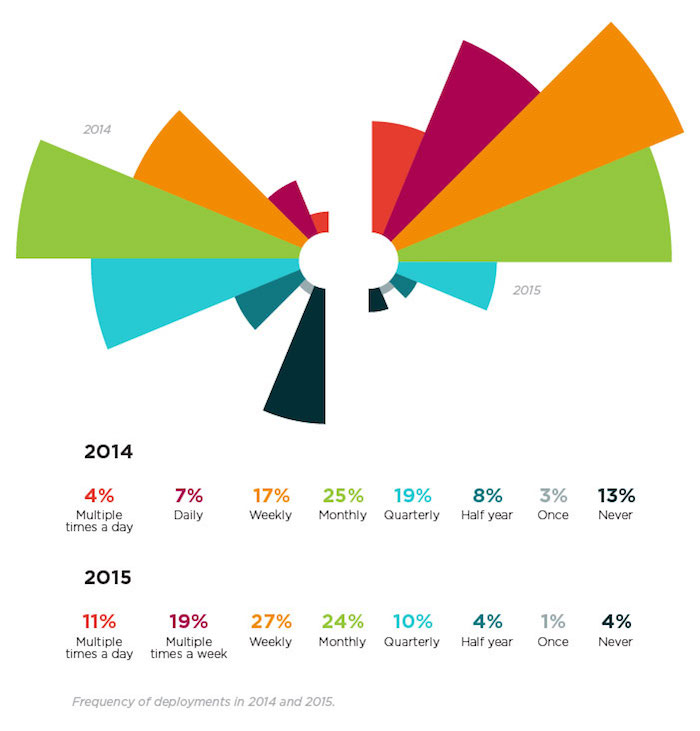 2014
2015
2014
4% 7% 17% 25% 19% 8% 3% 13%
Multiple Daily Weekly Monthly Quarterly Half year Once Never
times a day
2015
11% 19% 27% 24% 10% 4% 1% 4%
Multiple Multiple Weekly Monthly Quarterly Half year Once Never
times a day times a week
Frequency of deployments in 2014 and 2015.